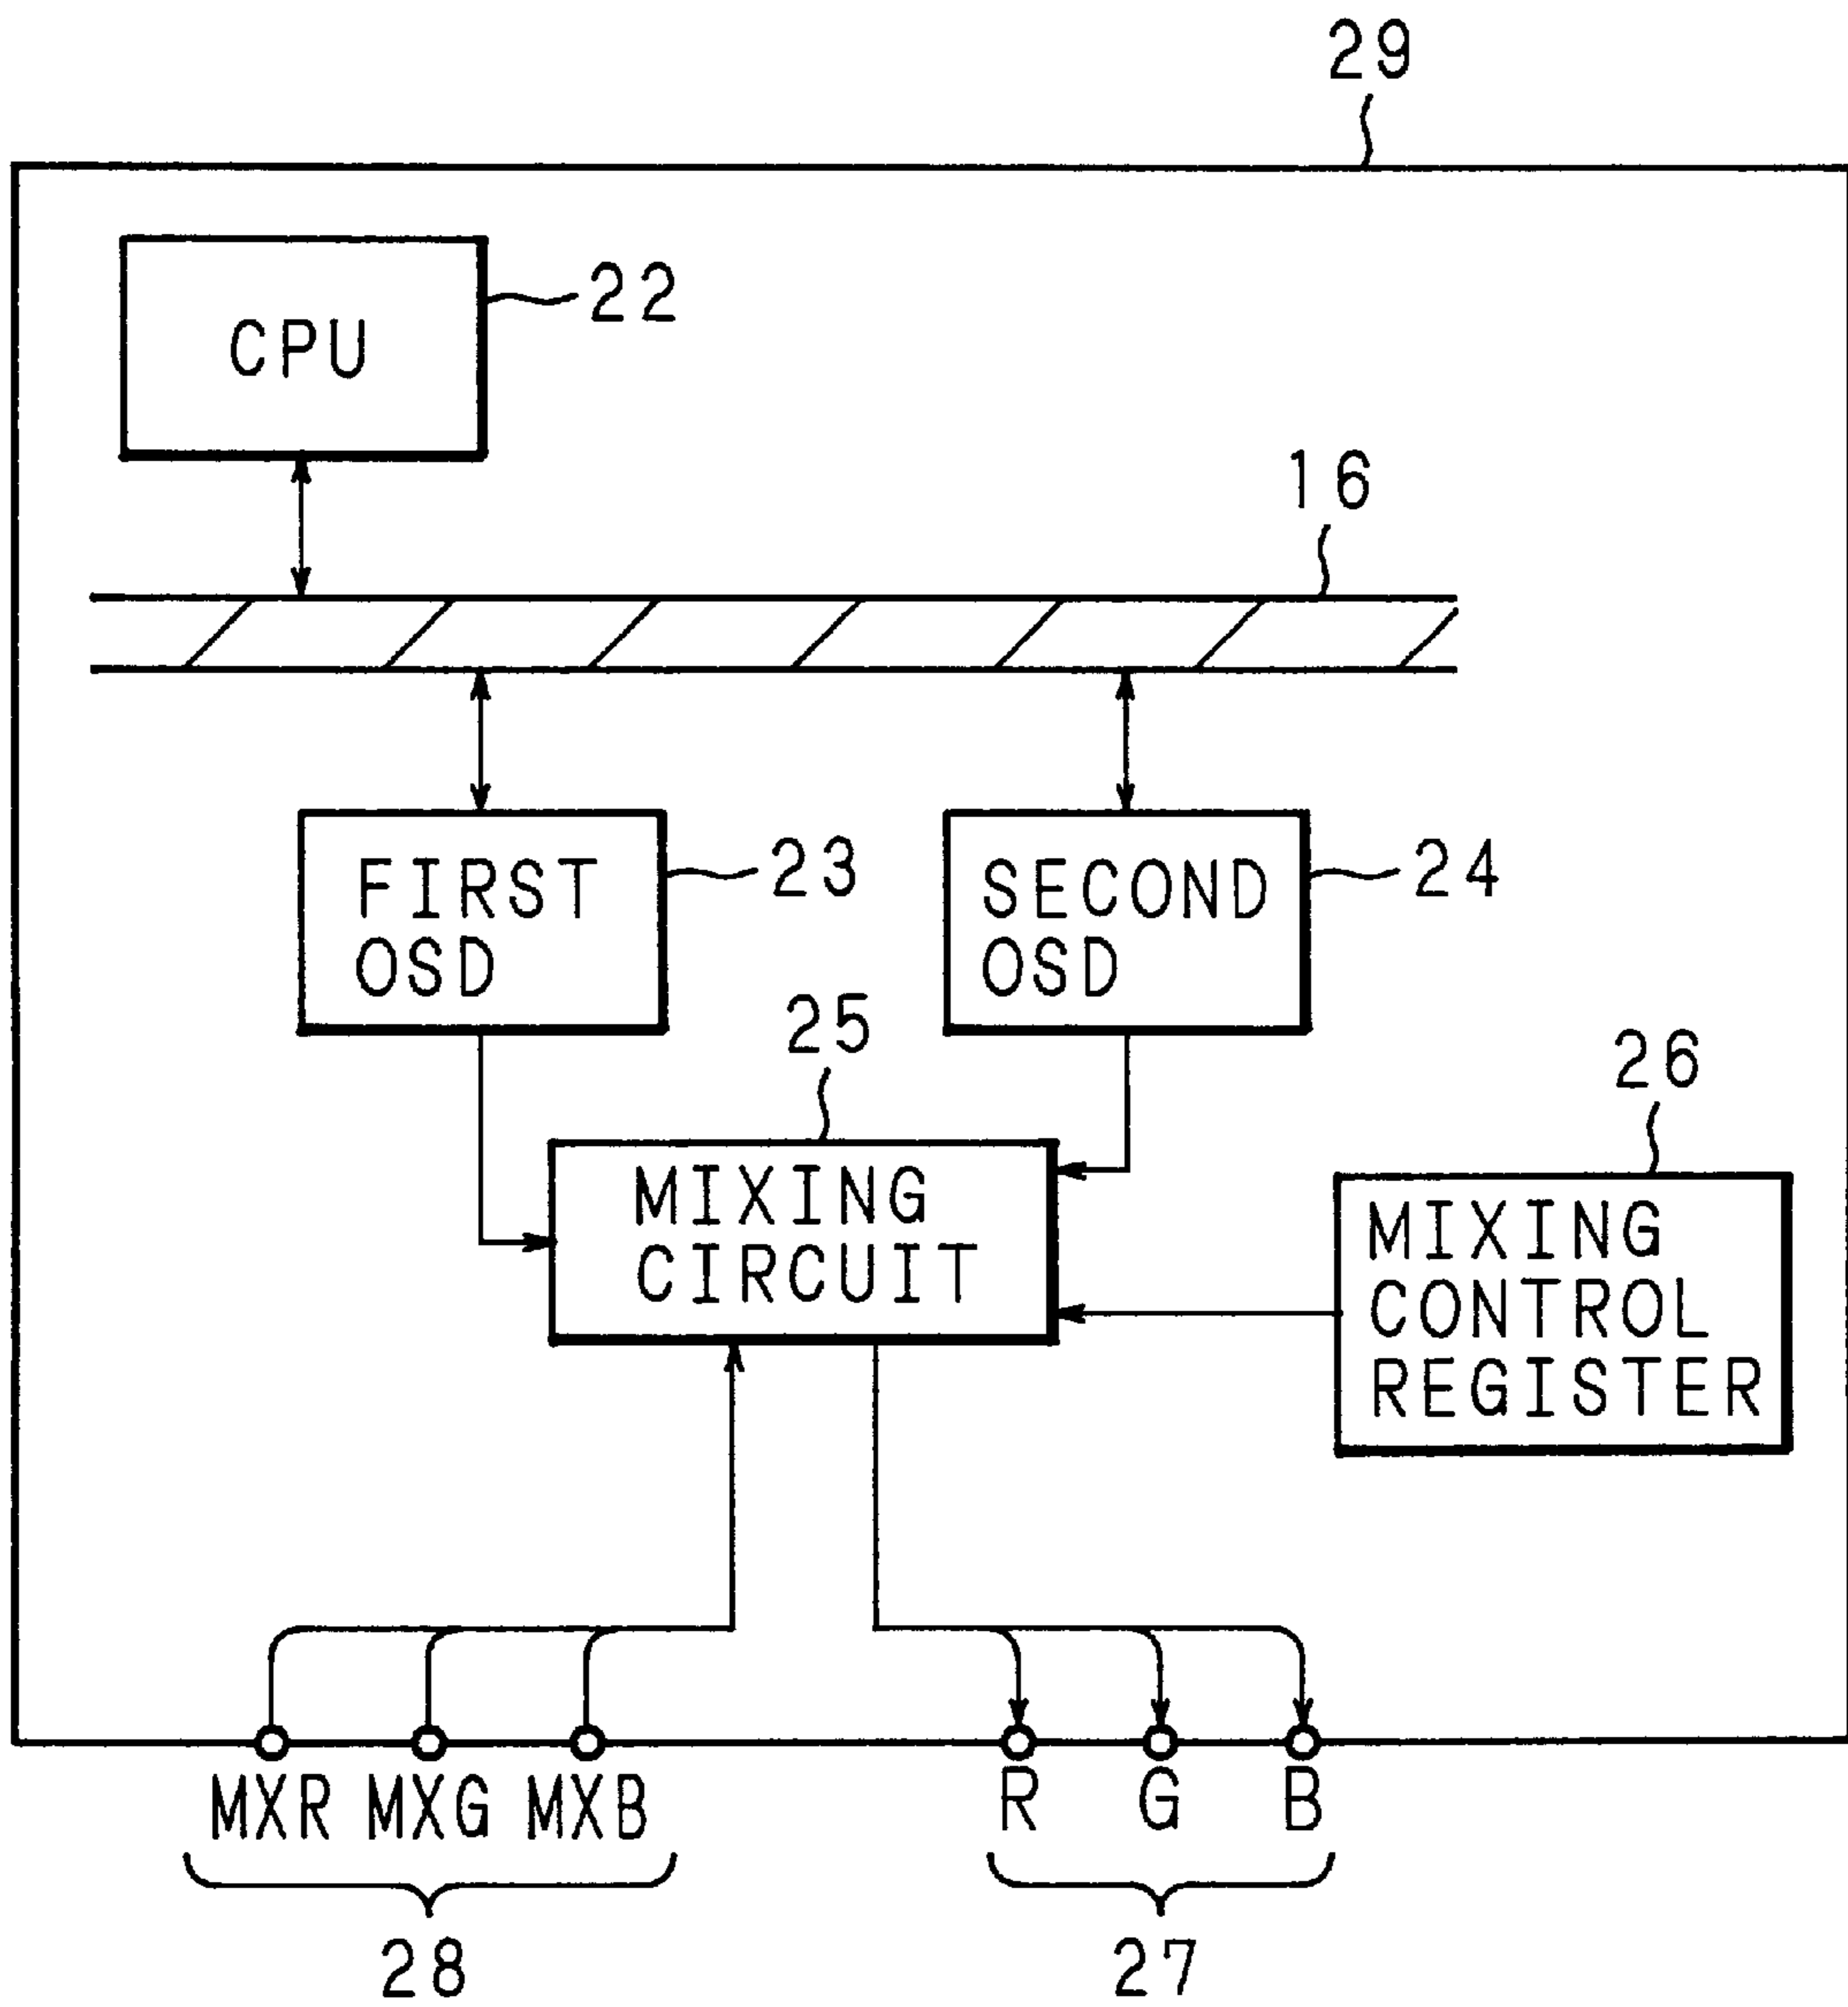 29
CPU
22
16
FIRST
OSD
23
SECOND
OSD
24
25
MIXING
CIRCUIT
26
MIXING
CONTROL
REGISTER
MXR MXG MXB
R G B
28
27